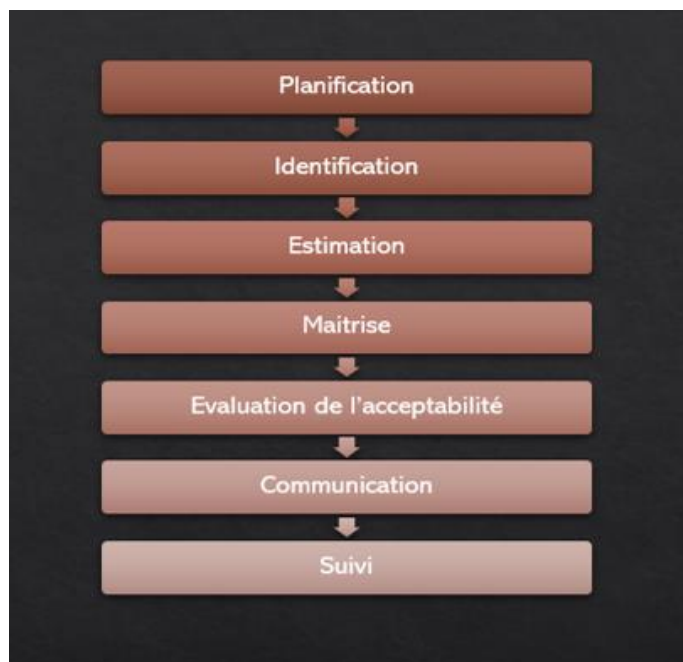 Planification
Identification
Estimation
Maitrise
Evaluation de l'acceptabilité
Communication
Suivi